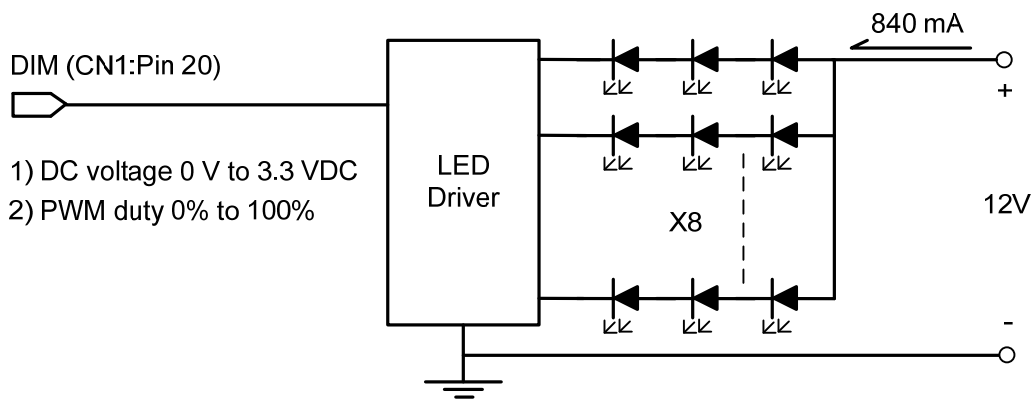 840 mA
DIM (CN1:Pin 20)
+
1) DC voltage 0 V to 3.3 VDC
2) PWM duty 0% to 100%
LED
Driver
X8
12V
-